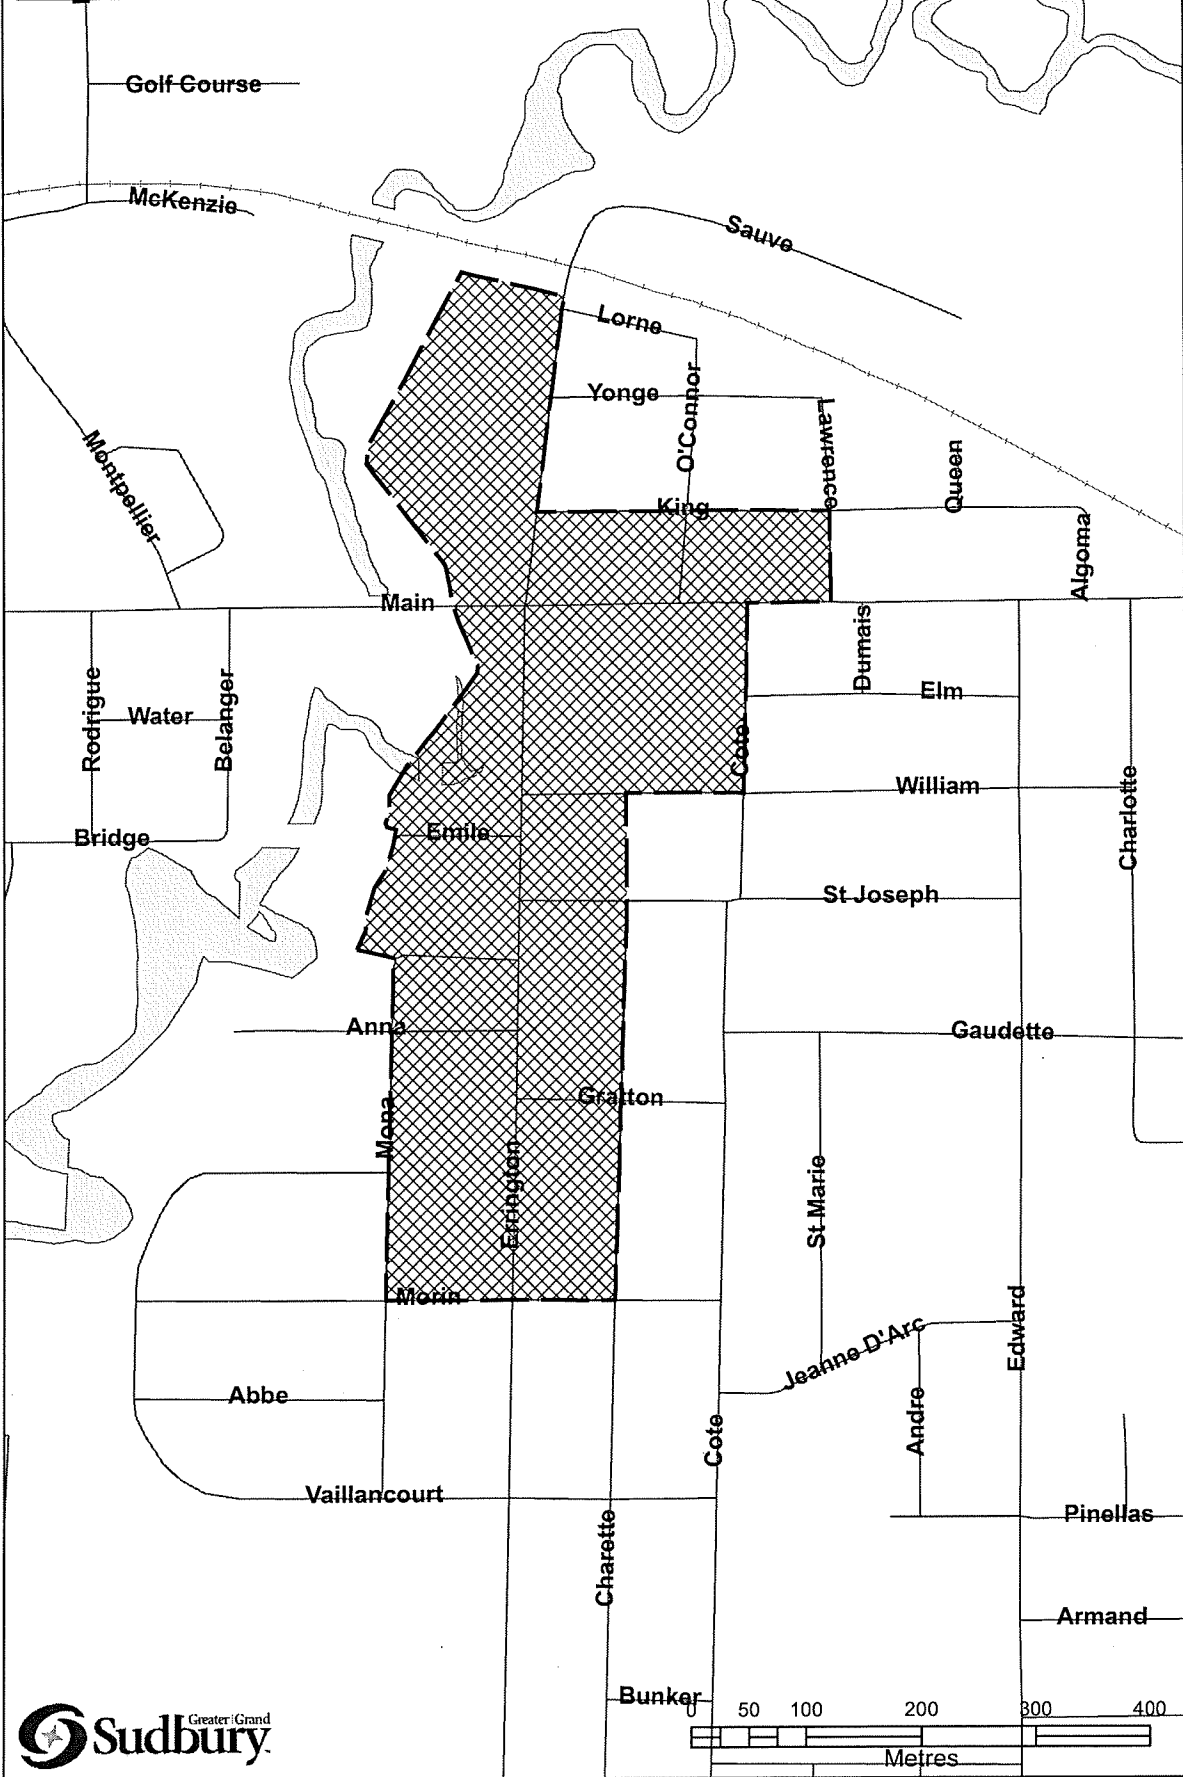 Golf Course
McKenzie
Sauve
Lorne
Yonge
O'Connor
Lawrence
Montpellier
King
Queen
Algoma
Main
Dumais
Rodrigue
Water
Belanger
Elm
Cote
William
Charlotte
Bridge
Emile
St Joseph
Anna
Gaudette
Mona
Gratton
Errington
St Marie
Morin
Edward
Jeanne D'Arc
Abbe
Andre
Cote
Vaillancourt
Pinellas
Charette
Armand
Bunker
0 50 100 200 300 400
Metres
Greater Grand
Sudbury